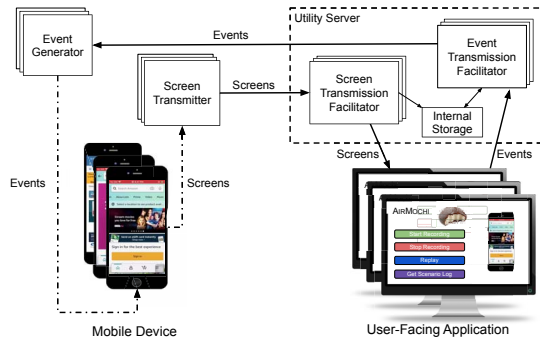 Utility Server
Event
Generator
Events
Event
Transmission
Facilitator
Screen
Transmitter
Screens
Screen
Transmission
Facilitator
Internal
Storage
Events
Screens
Screens
Events
Sign in for the best experience
AIRMOCHI
Start Recording
Stop Recording
Replay
Get Scenario Log
Mobile Device
User-Facing Application